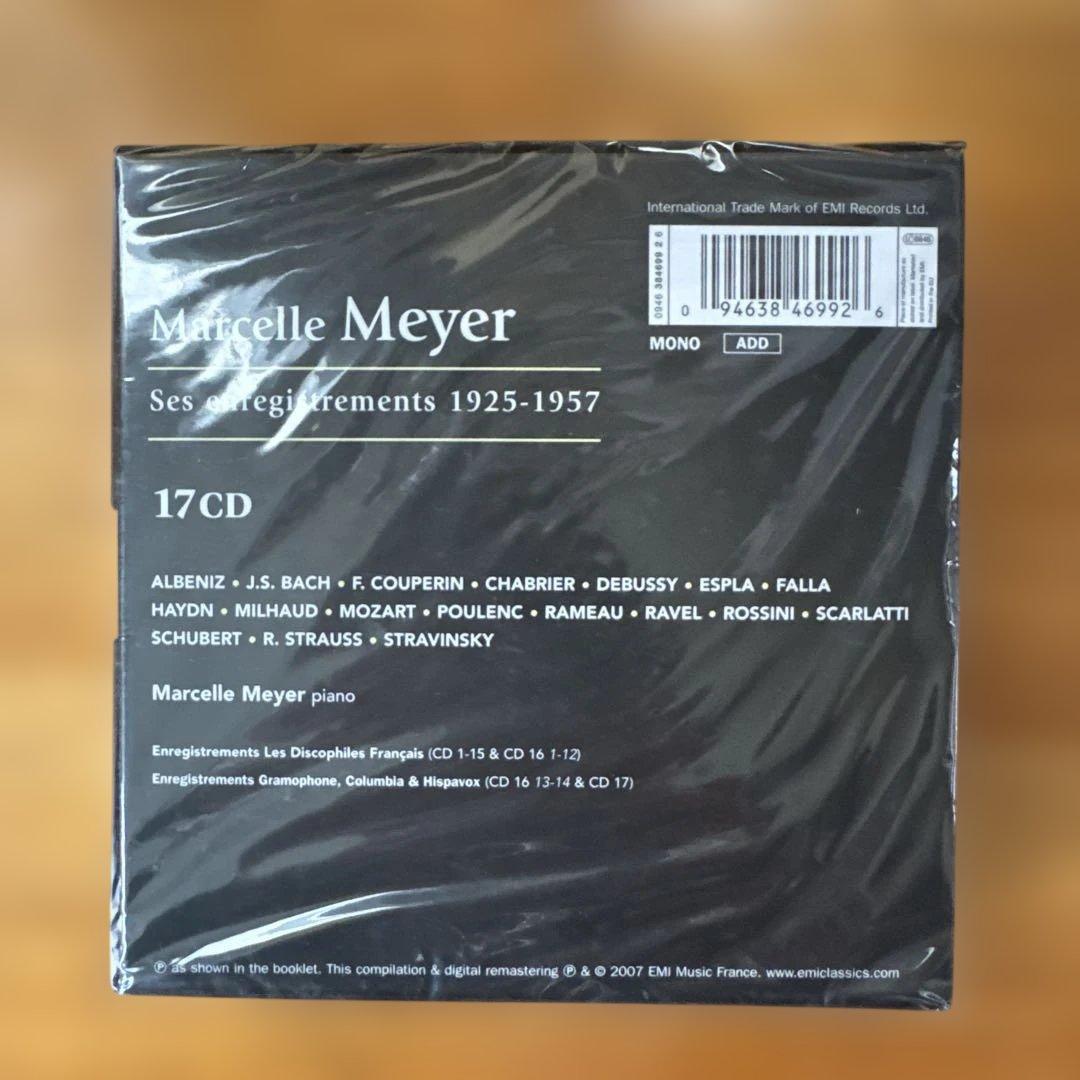 International Trade Mark of EMI Records Ltd.
0946 384699 2 6
0 94638 46992 6
MONO ADD
Marcelle Meyer
Ses enregistrements 1925-1957
17CD
ALBENIZ • J.S. BACH • F. COUPERIN • CHABRIER • DEBUSSY • ESPLA • FALLA
HAYDN • MILHAUD • MOZART • POULENC • RAMEAU • RAVEL • ROSSINI • SCARLATTI
SCHUBERT • R. STRAUSS • STRAVINSKY
Marcelle Meyer piano
Enregistrements Les Discophiles Français (CD 1-15 & CD 16 1-12)
Enregistrements Gramophone, Columbia & Hispavox (CD 16 13-14 & CD 17)
℗ as shown in the booklet. This compilation & digital remastering ℗ & © 2007 EMI Music France. www.emiclassics.com